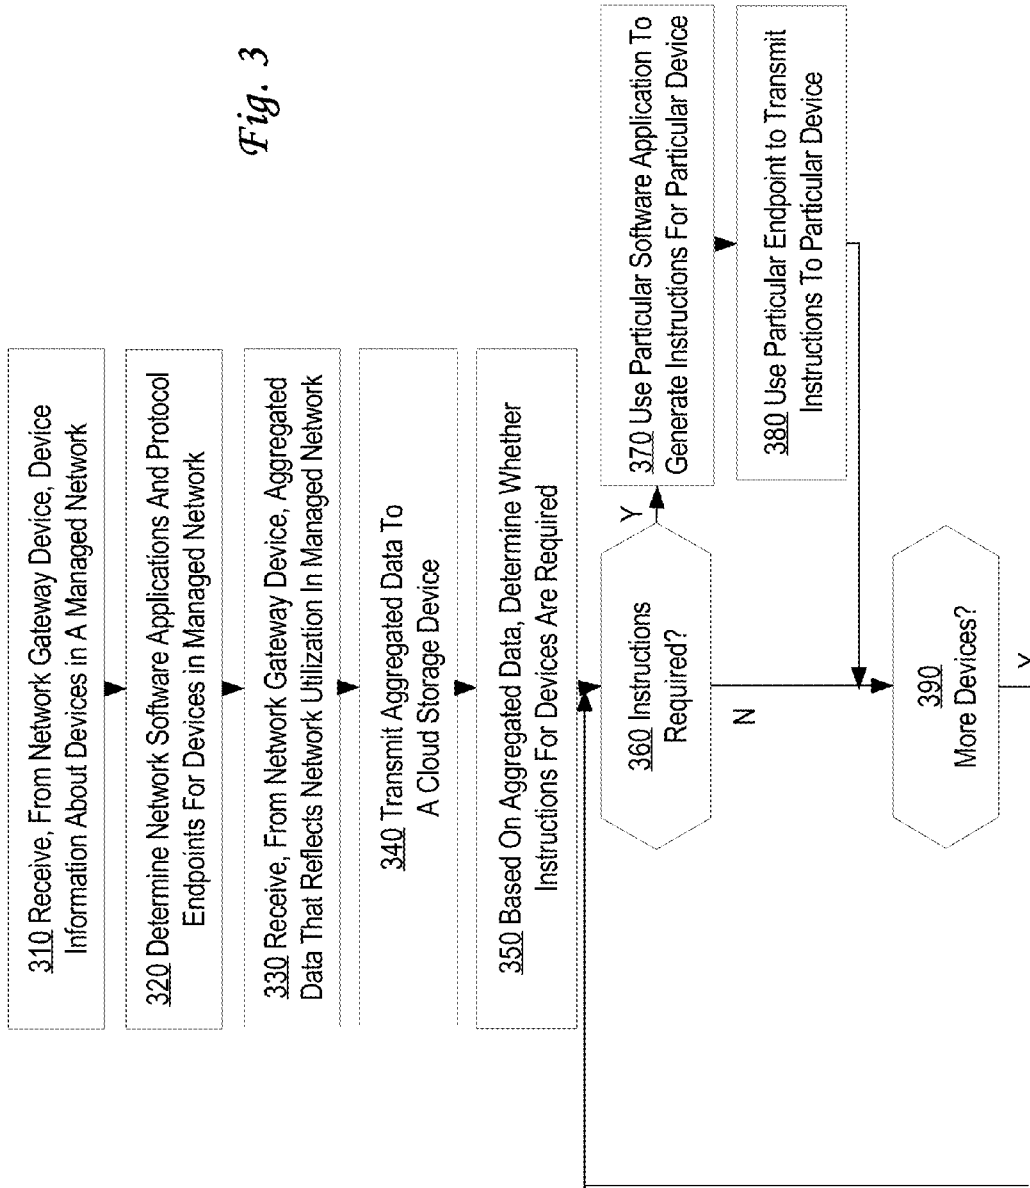 Fig. 3
310 Receive, From Network Gateway Device, Device
Information About Devices in A Managed Network
320 Determine Network Software Applications And Protocol
Endpoints For Devices in Managed Network
330 Receive, From Network Gateway Device, Aggregated
Data That Reflects Network Utilization In Managed Network
340 Transmit Aggregated Data To
A Cloud Storage Device
350 Based On Aggregated Data, Determine Whether
Instructions For Devices Are Required
360 Instructions
Required?
Y
N
370 Use Particular Software Application To
Generate Instructions For Particular Device
380 Use Particular Endpoint to Transmit
Instructions To Particular Device
390
More Devices?
Y